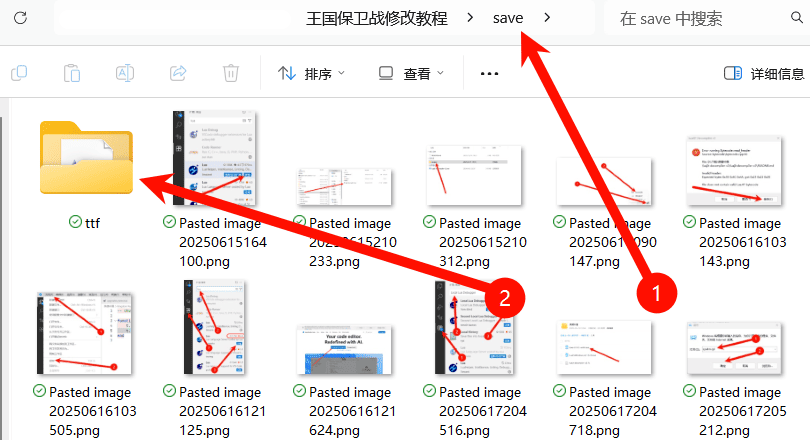 王国保卫战修改教程 > save >
在 save 中搜索
排序
查看
详细信息
ttf
Pasted image 20250615164100.png
Pasted image 20250615210233.png
Pasted image 20250615210312.png
Pasted image
147.png
Pasted image 20250616103143.png
Pasted image 20250616103505.png
Pasted image 20250616121125.png
Pasted image 20250616121624.png
Pasted image 20250617204516.png
Pasted image 20250617204718.png
Pasted image 20250617205212.png
1
2